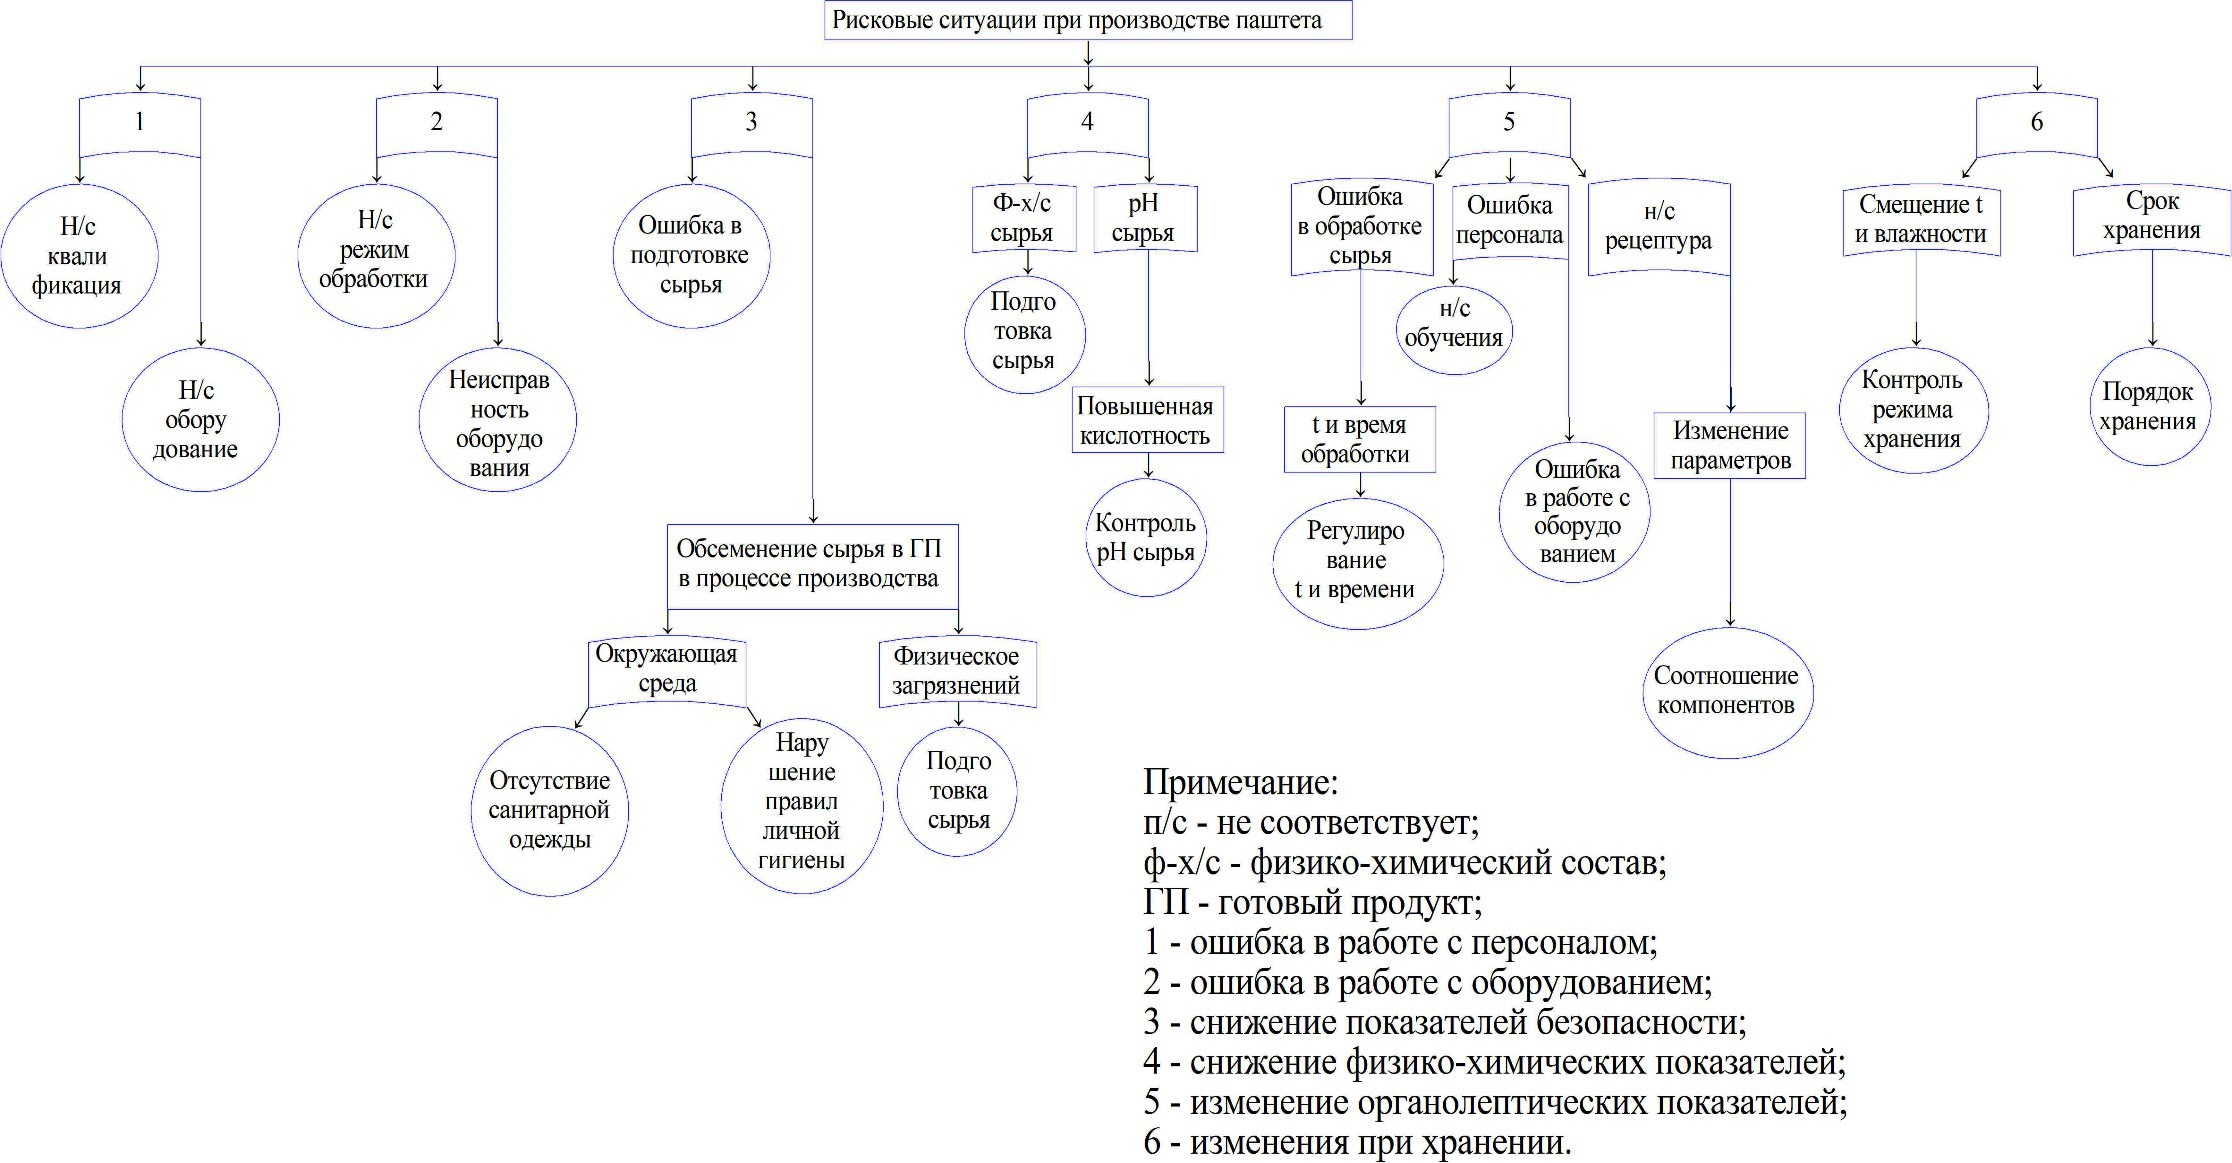 Рисковые ситуации при производстве паштета
1
2
3
4
5
6
Н/с
квали
фикация
Н/с
обору
дование
Н/с
режим
обработки
Неисправ
ность
оборудо
вания
Ошибка в
подготовке
сырья
Обсеменение сырья в ГП
в процессе производства
Окружающая
среда
Физическое
загрязнений
Отсутствие
санитарной
одежды
Нару
шение
правил
личной
гигиены
Подго
товка
сырья
Ф-х/с
сырья
рН
сырья
Подго
товка
сырья
Повышенная
кислотность
Контроль
рН сырья
Ошибка
в обработке
сырья
Ошибка
персонала
н/с
рецептура
н/с
обучения
t и время
обработки
Регулиро
вание
t и времени
Ошибка
в работе с
оборудо
ванием
Изменение
параметров
Соотношение
компонентов
Смещение t
и влажности
Срок
хранения
Контроль
режима
хранения
Порядок
хранения
Примечание:
п/с - не соответствует;
ф-х/с - физико-химический состав;
ГП - готовый продукт;
1 - ошибка в работе с персоналом;
2 - ошибка в работе с оборудованием;
3 - снижение показателей безопасности;
4 - снижение физико-химических показателей;
5 - изменение органолептических показателей;
6 - изменения при хранении.